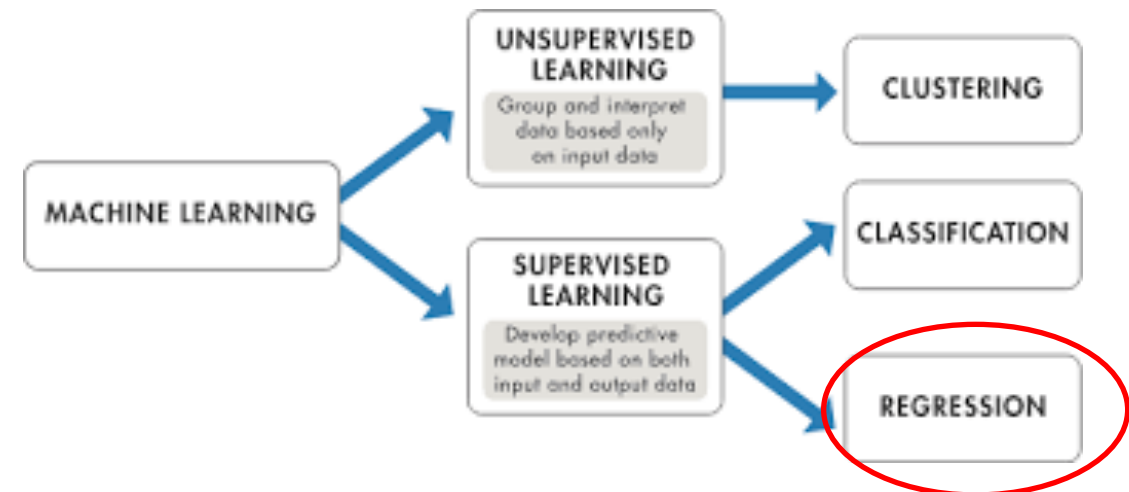 MACHINE LEARNING
UNSUPERVISED
LEARNING
Group and interpret
data based only
on input data
SUPERVISED
LEARNING
Develop predictive
model based on both
input and output data
CLUSTERING
CLASSIFICATION
REGRESSION